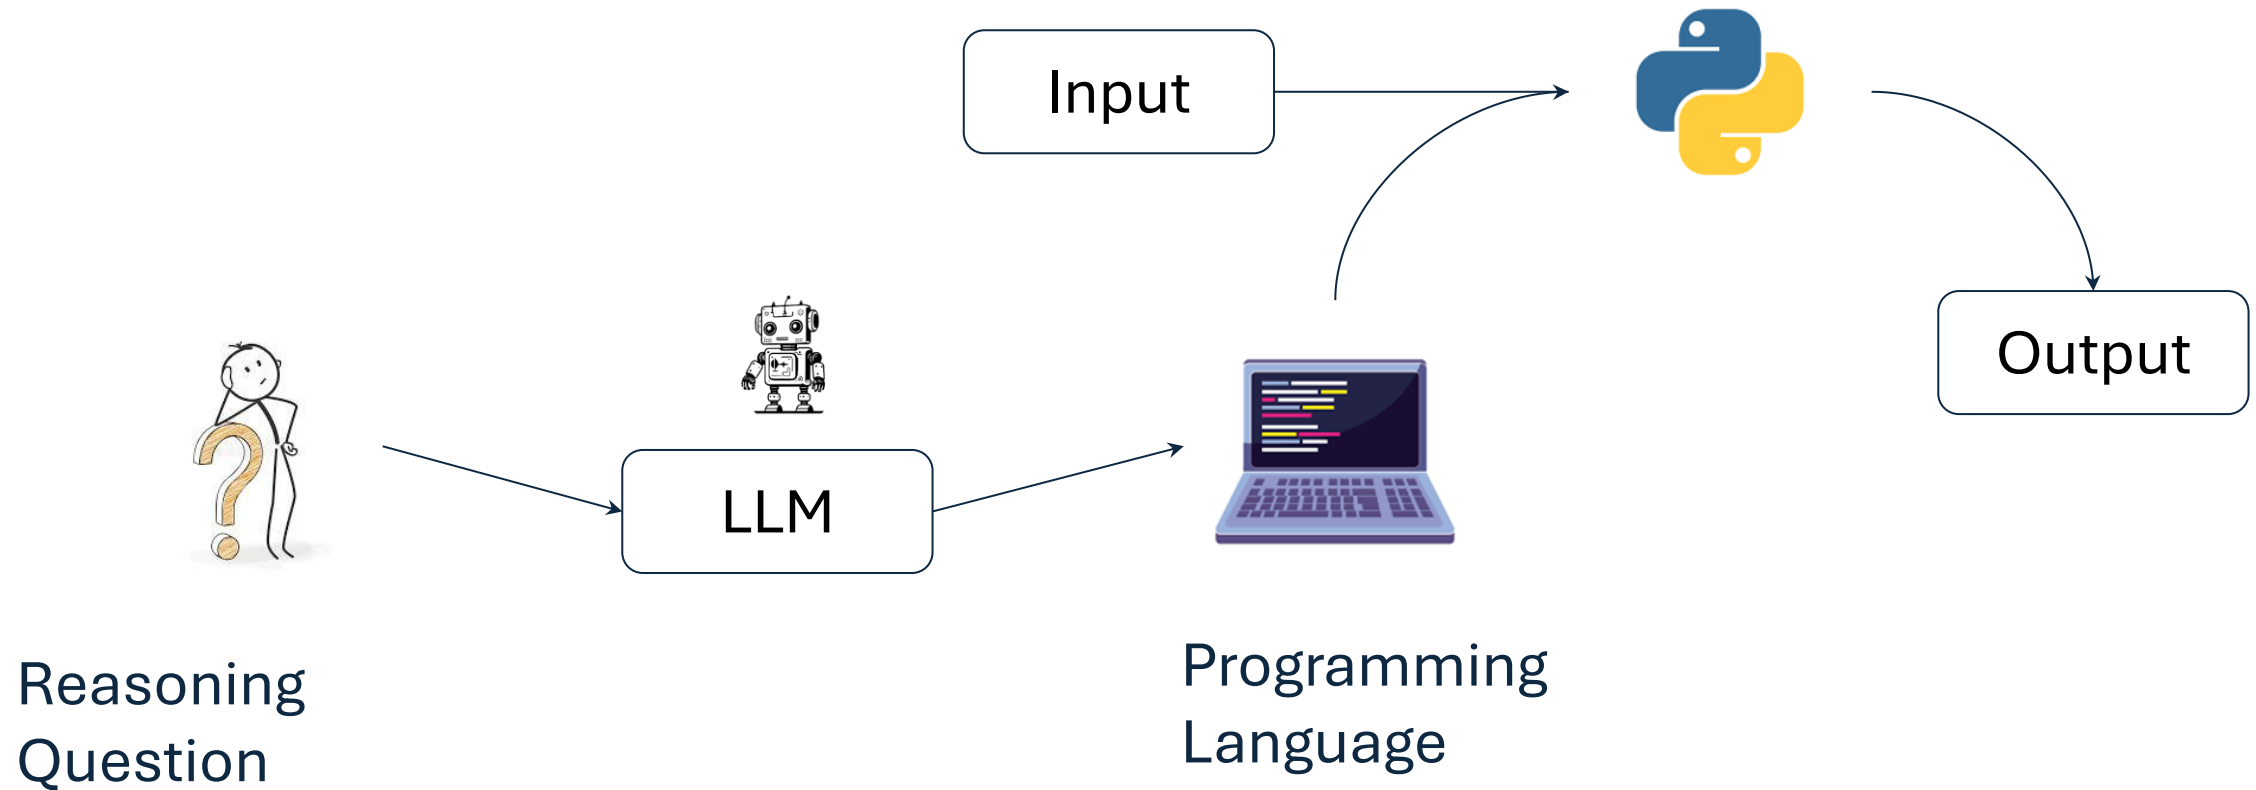 Input
Output
LLM
Reasoning
Question
Programming
Language